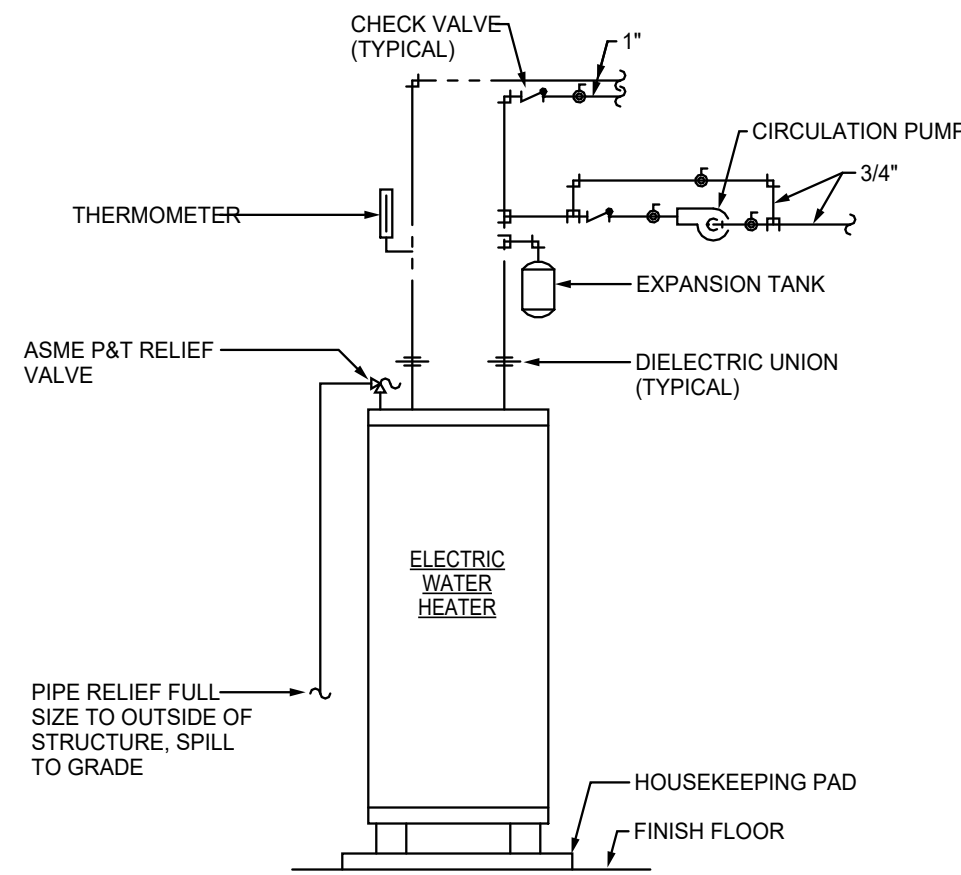 CHECK VALVE
(TYPICAL)
1"
CIRCULATION PUMP
3/4"
THERMOMETER
EXPANSION TANK
ASME P&T RELIEF
VALVE
DIELECTRIC UNION
(TYPICAL)
ELECTRIC
WATER
HEATER
PIPE RELIEF FULL
SIZE TO OUTSIDE OF
STRUCTURE, SPILL
TO GRADE
HOUSEKEEPING PAD
FINISH FLOOR